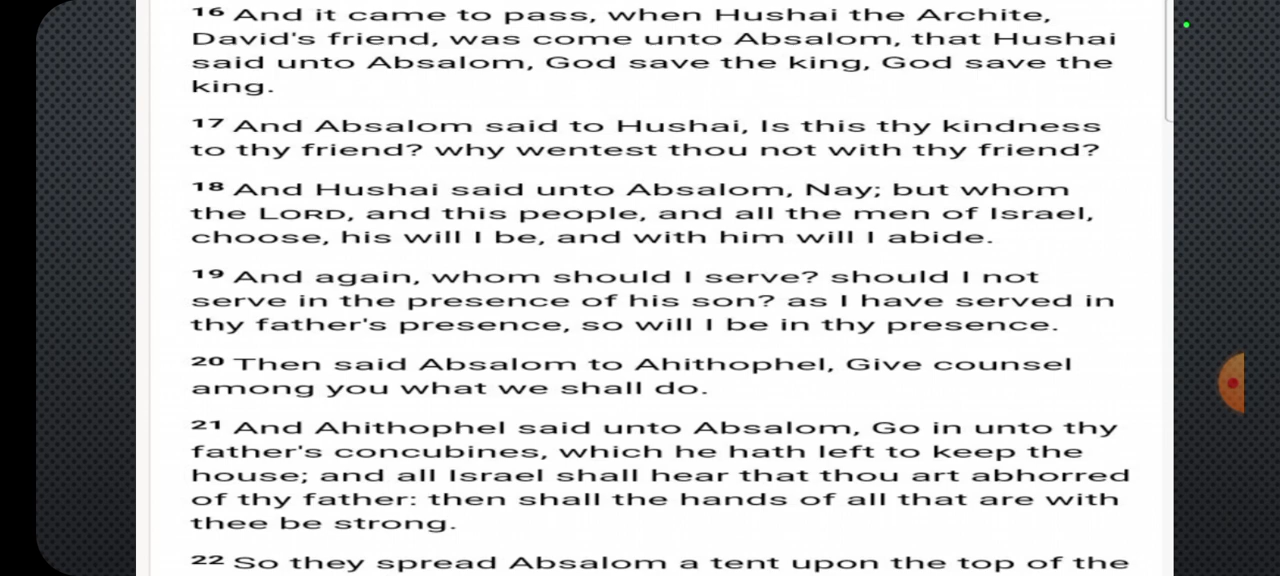 16 And it came to pass, when Hushai the Archite,
David's friend, was come unto Absalom, that Hushai
said unto Absalom, God save the king, God save the
king.
17 And Absalom said to Hushai, Is this thy kindness
to thy friend? why wentest thou not with thy friend?
18 And Hushai said unto Absalom, Nay; but whom
the LORD, and this people, and all the men of Israel,
choose, his will I be, and with him will I abide.
19 And again, whom should I serve? should I not
serve in the presence of his son? as I have served in
thy father's presence, so will I be in thy presence.
20 Then said Absalom to Ahithophel, Give counsel
among you what we shall do.
21 And Ahithophel said unto Absalom, Go in unto thy
father's concubines, which he hath left to keep the
house; and all Israel shall hear that thou art abhorred
of thy father: then shall the hands of all that are with
thee be strong.
22 So they spread Absalom a tent upon the top of the